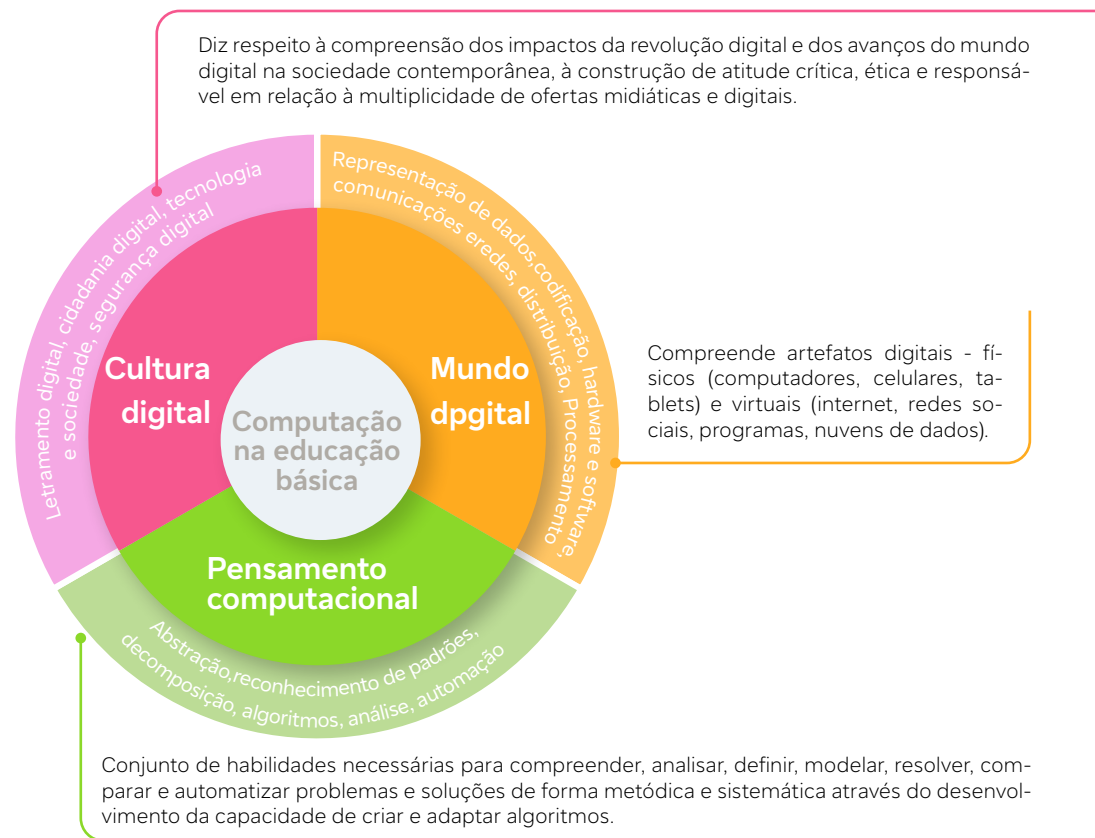 Diz respeito à compreensão dos impactos da revolução digital e dos avanços do mundo
digital na sociedade contemporânea, à construção de atitude crítica, ética e responsá-
vel em relação à multiplicidade de ofertas midiáticas e digitais.
Letramento digital, cidadania digital, tecnologia
e sociedade, segurança digital
Representação de dados,codificação, hardware e software,
comunicações eredes, distribuição, Processamento,
Cultura
digital
Mundo
dpgital
Computação
na educação
básica
Compreende artefatos digitais - fí-
sicos (computadores, celulares, ta-
blets) e virtuais (internet, redes so-
ciais, programas, nuvens de dados).
Pensamento
computacional
Abstração,reconhecimento de padrões,
decomposição, algoritmos, análise, automação
Conjunto de habilidades necessárias para compreender, analisar, definir, modelar, resolver, com-
parar e automatizar problemas e soluções de forma metódica e sistemática através do desenvol-
vimento da capacidade de criar e adaptar algoritmos.